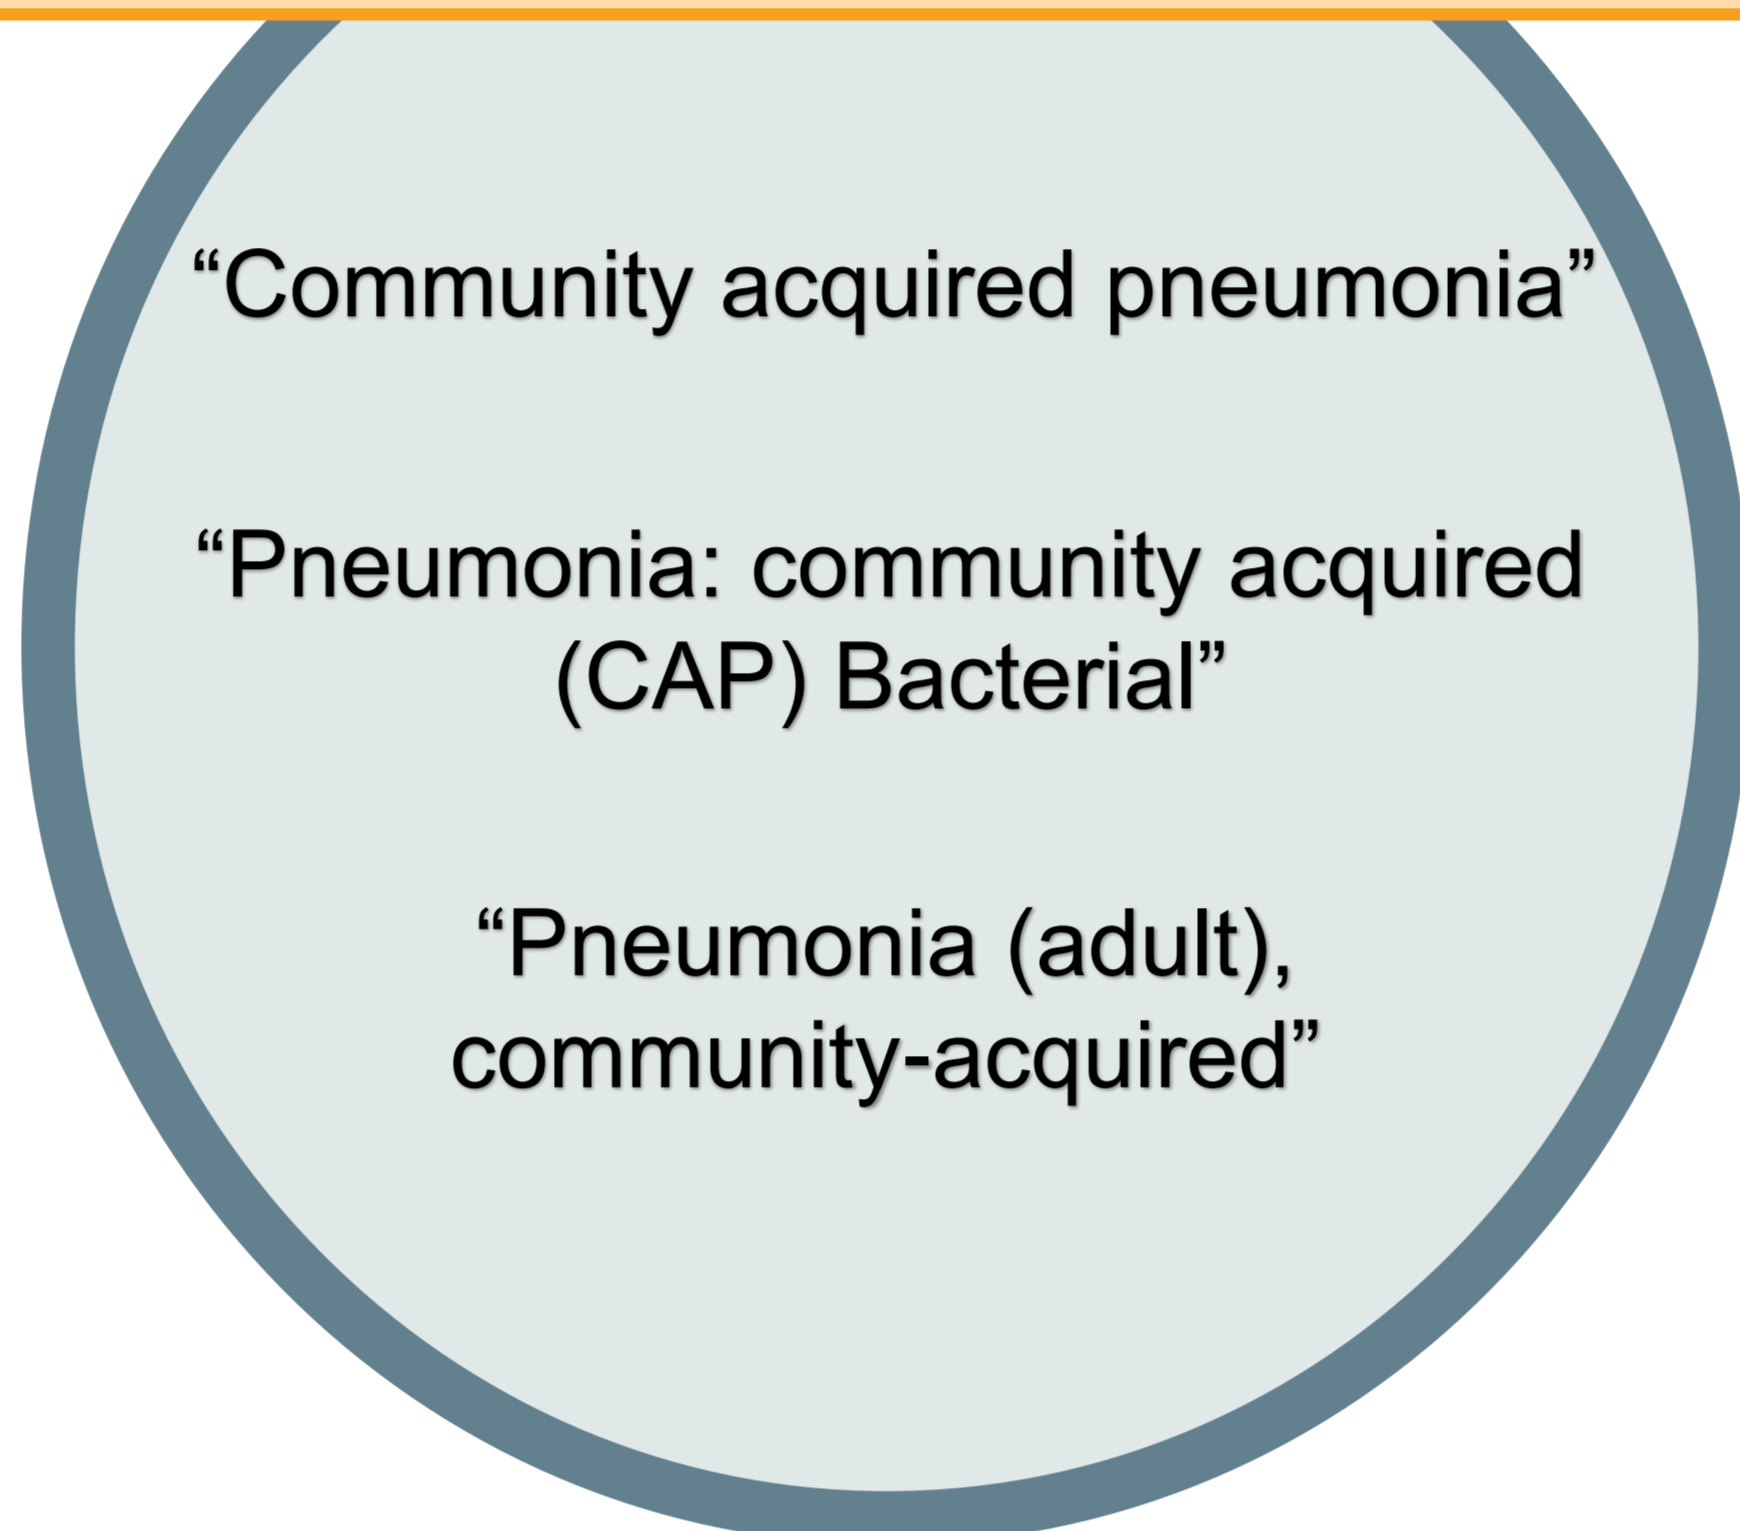 “Community acquired pneumonia”
“Pneumonia: community acquired
(CAP) Bacterial”
“Pneumonia (adult),
community-acquired”